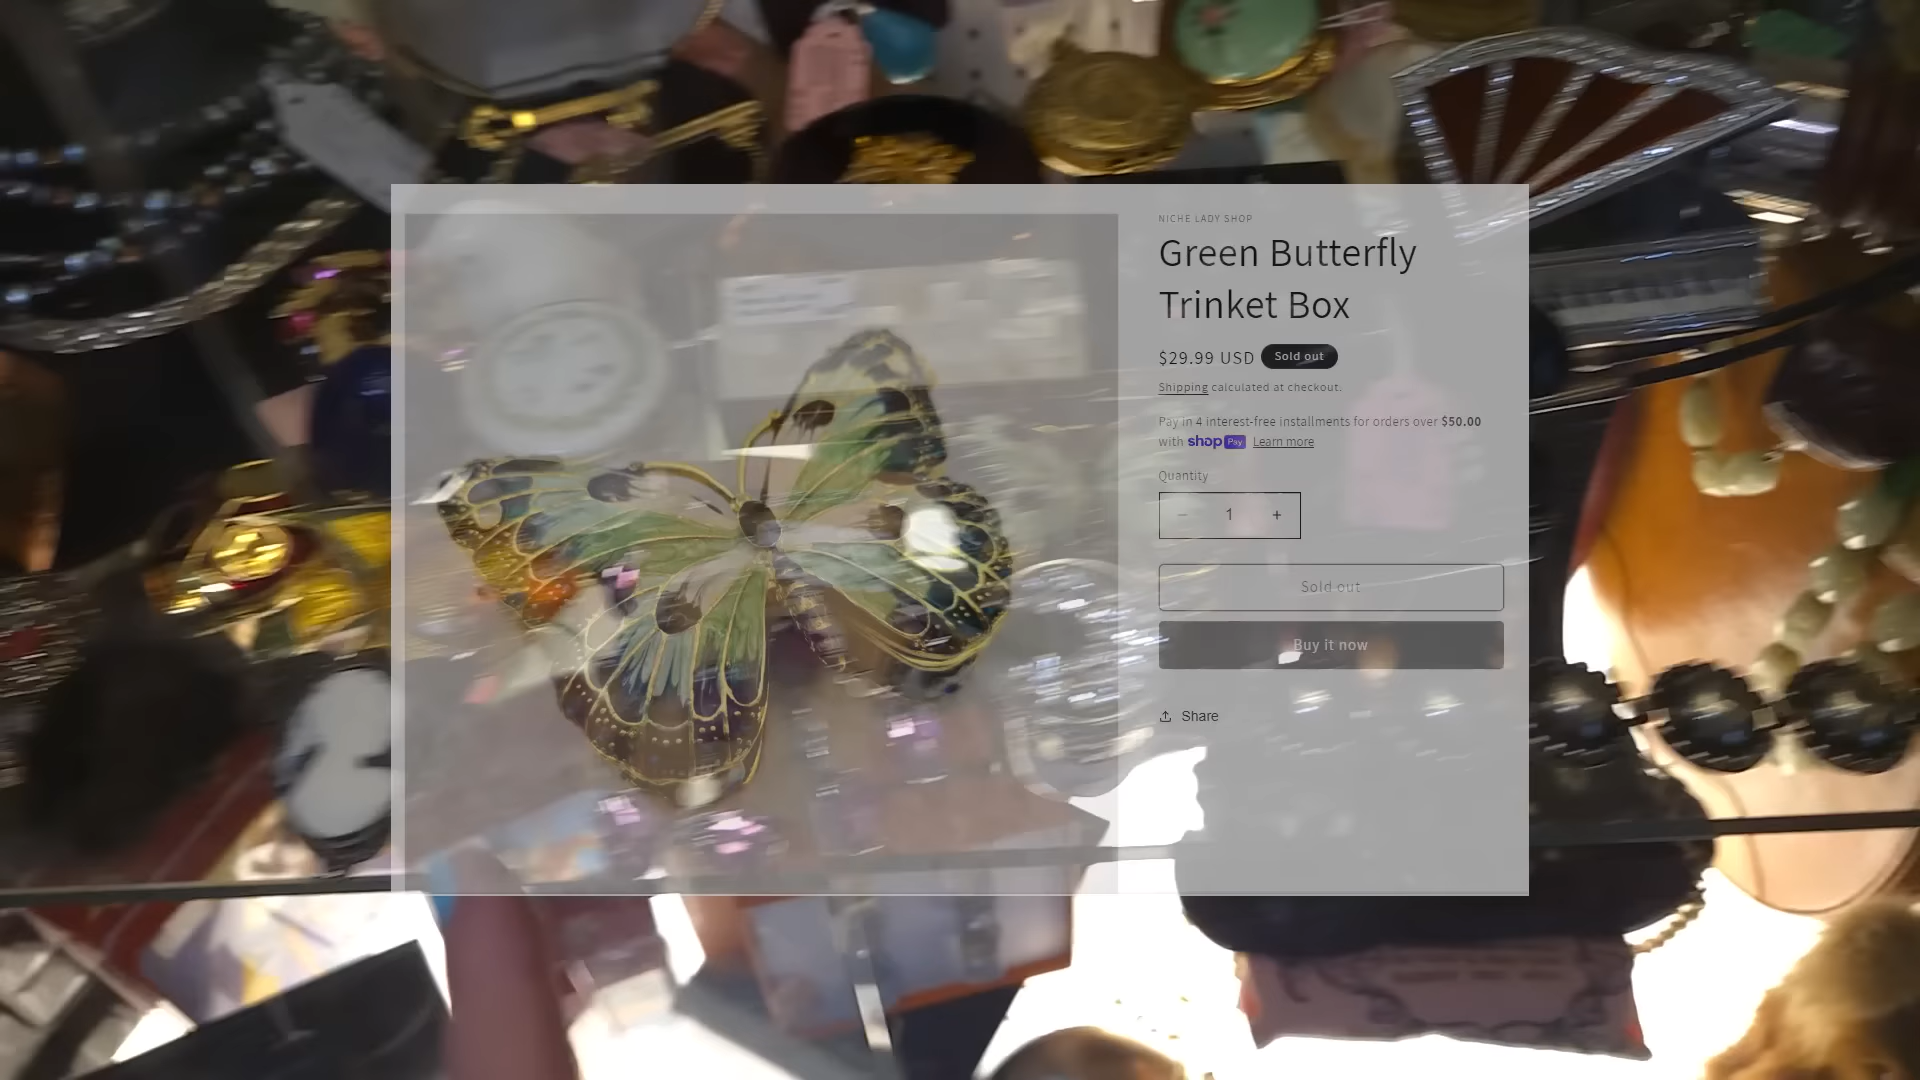 NICHE LADY SHOP
Green Butterfly
Trinket Box
$29.99 USD Sold out
Shipping calculated at checkout.
Pay in 4 interest-free installments for orders over $50.00
with shop Pay Learn more
Quantity
− 1 +
Sold out
Buy it now
Share